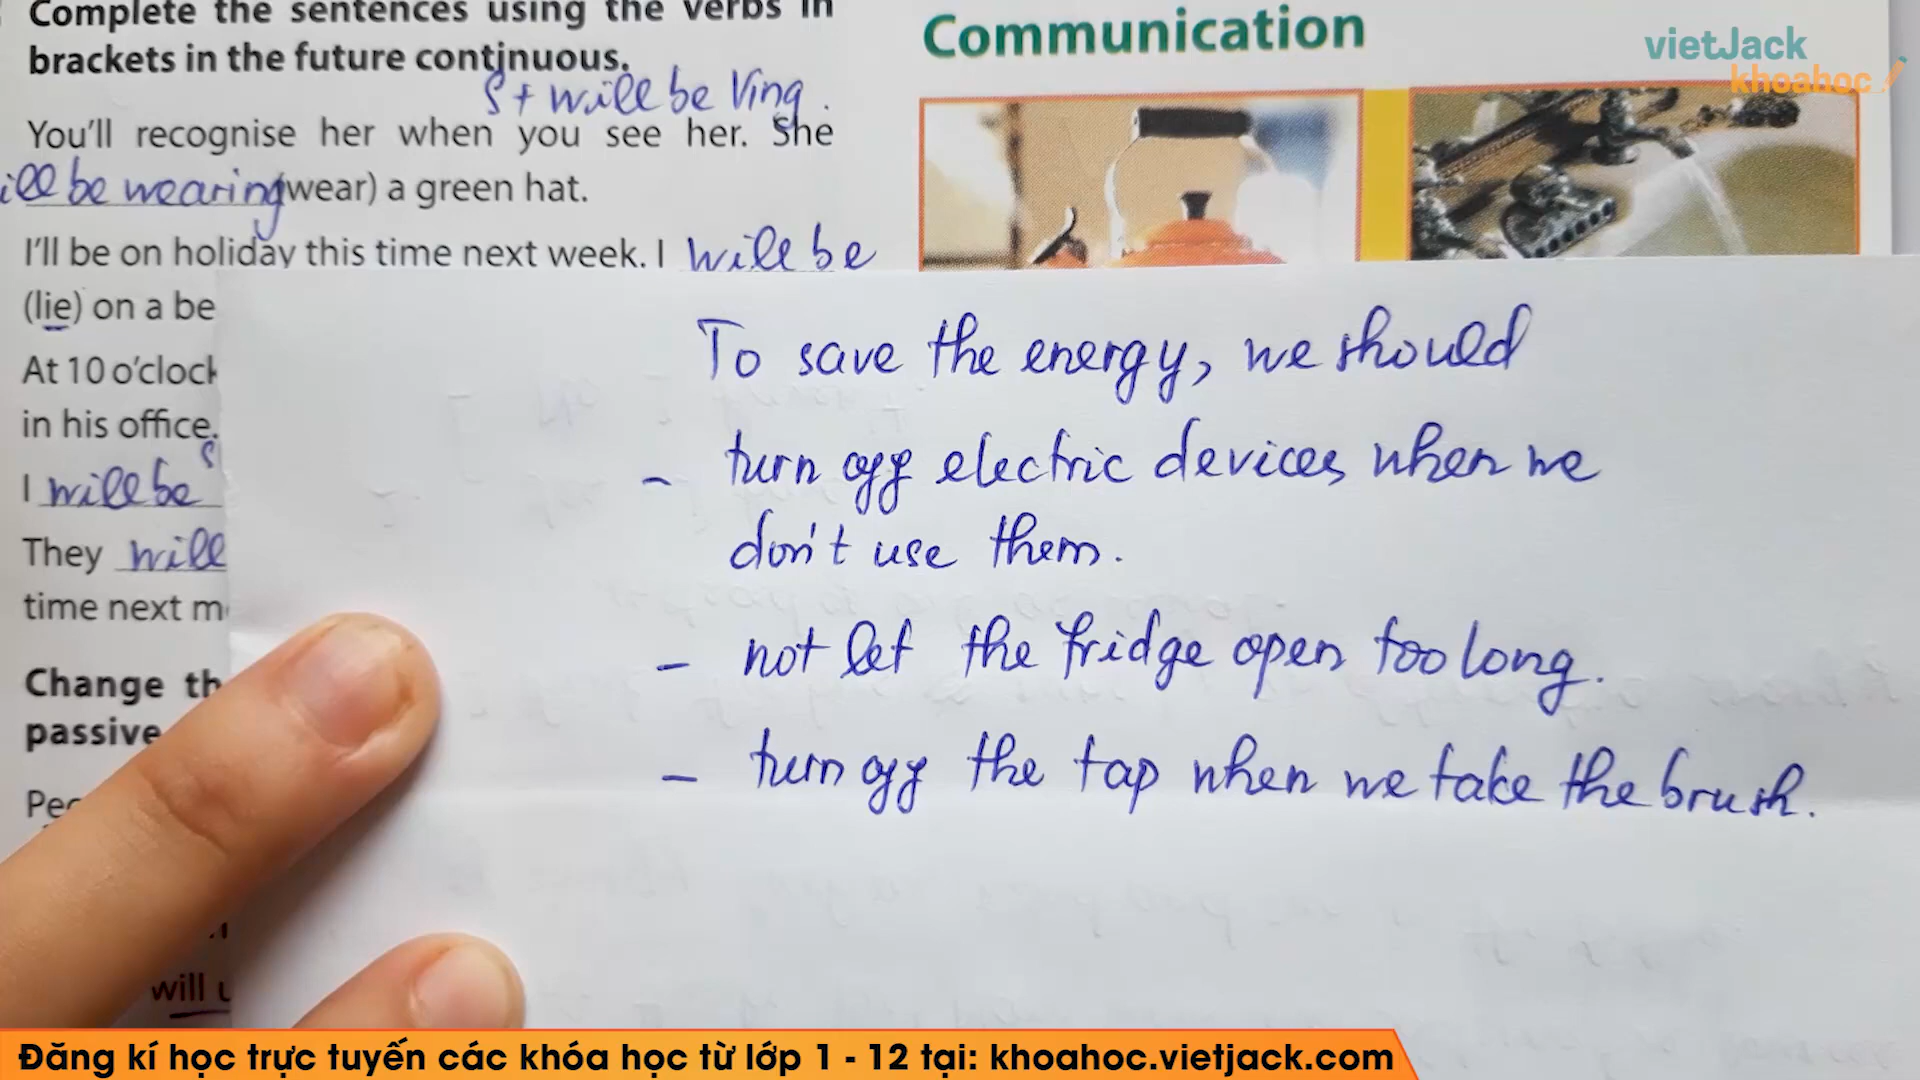 Complete the sentences using the verbs in
brackets in the future continuous.
S + will be Ving.
You'll recognise her when you see her. She
will be wearing (wear) a green hat.
I'll be on holiday this time next week. I will be
(lie) on a be
At 10 o'clock
in his office.
I will be
They will
time next m
Change th
passive
Peo
will u
Communication
vietJack
khoahoc
To save the energy, we should
- turn off electric devices when we
don't use them.
- not let the fridge open too long.
- turn off the tap when we take the brush.
Đăng kí học trực tuyến các khóa học từ lớp 1 - 12 tại: khoahoc.vietjack.com